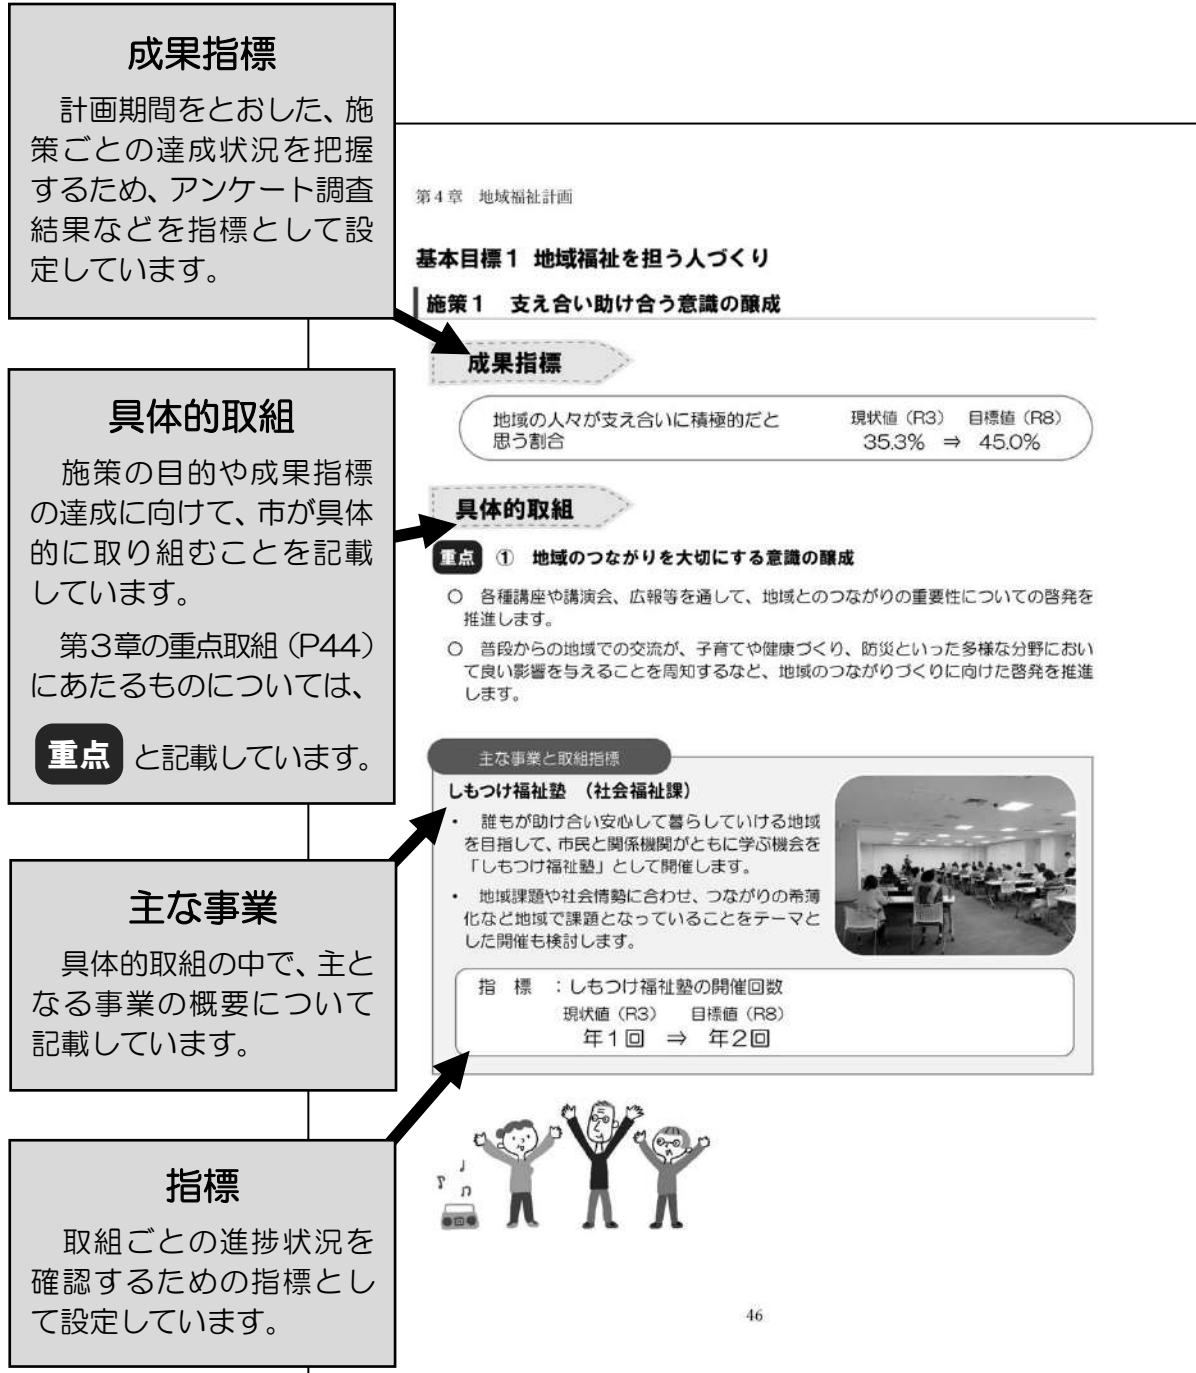 成果指標
計画期間をとおした、施
策ごとの達成状況を把握
するため、アンケート調査
結果などを指標として設
定しています。
具体的取組
施策の目的や成果指標
の達成に向けて、市が具体
的に取り組むことを記載
しています。
第3章の重点取組(P44)
にあたるものについては、
重点 と記載しています。
主な事業
具体的取組の中で、主と
なる事業の概要について
記載しています。
指標
取組ごとの進捗状況を
確認するための指標とし
て設定しています。
第4章 地域福祉計画
基本目標1 地域福祉を担う人づくり
施策1 支え合い助け合う意識の醸成
成果指標
地域の人々が支え合いに積極的だと
思う割合
現状値(R3) 目標値(R8)
35.3% ⇒ 45.0%
具体的取組
重点 ① 地域のつながりを大切にする意識の醸成
○ 各種講座や講演会、広報等を通して、地域とのつながりの重要性についての啓発を
推進します。
○ 普段からの地域での交流が、子育てや健康づくり、防災といった多様な分野におい
て良い影響を与えることを周知するなど、地域のつながりづくりに向けた啓発を推進
します。
主な事業と取組指標
しもつけ福祉塾 (社会福祉課)
・ 誰もが助け合い安心して暮らしていける地域
を目指して、市民と関係機関がともに学ぶ機会を
「しもつけ福祉塾」として開催します。
・ 地域課題や社会情勢に合わせ、つながりの希薄
化など地域で課題となっていることをテーマと
した開催も検討します。
指 標 :しもつけ福祉塾の開催回数
現状値(R3) 目標値(R8)
年1回 ⇒ 年2回
46